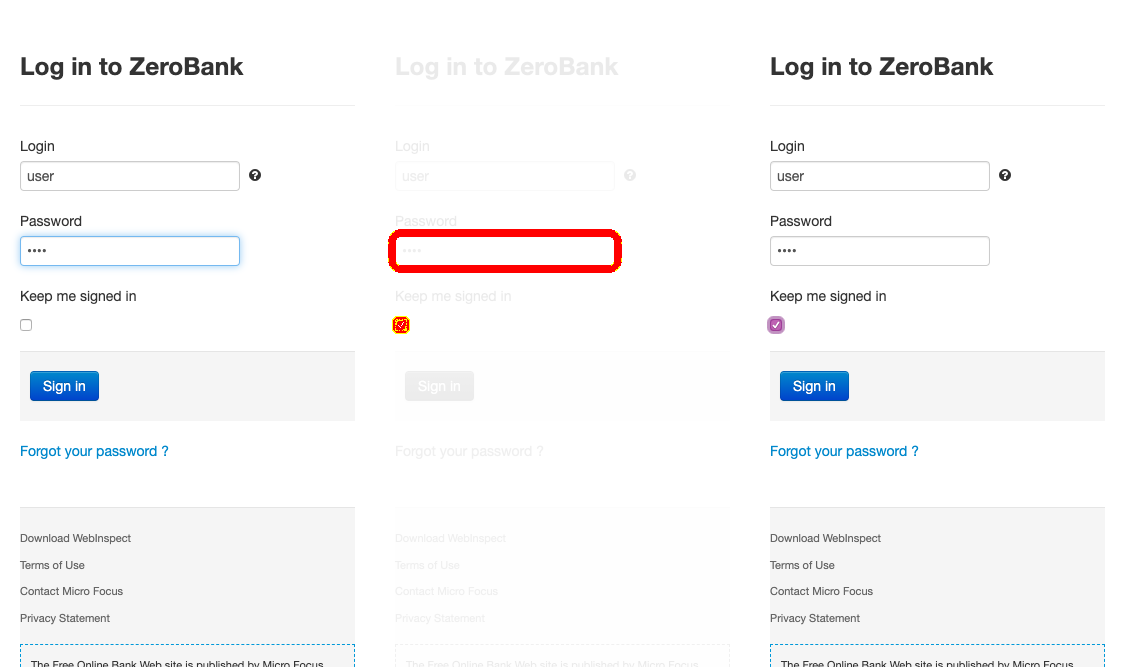 Log in to ZeroBank
Login
user
Password
••••
Keep me signed in
Sign in
Forgot your password ?
Download WebInspect
Terms of Use
Contact Micro Focus
Privacy Statement
The Free Online Bank Web site is published by Micro Focus
Log in to ZeroBank
Login
user
Password
••••
Keep me signed in
Sign in
Forgot your password ?
Download WebInspect
Terms of Use
Contact Micro Focus
Privacy Statement
The Free Online Bank Web site is published by Micro Focus
Log in to ZeroBank
Login
user
Password
••••
Keep me signed in
Sign in
Forgot your password ?
Download WebInspect
Terms of Use
Contact Micro Focus
Privacy Statement
The Free Online Bank Web site is published by Micro Focus